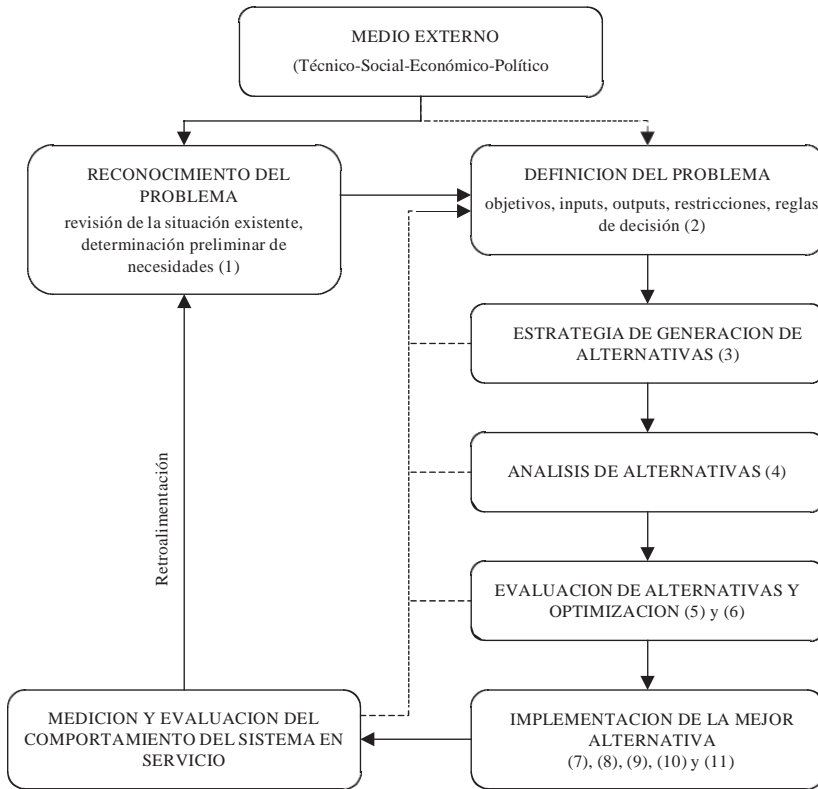 MEDIO EXTERNO
(Técnico-Social-Económico-Político
RECONOCIMIENTO DEL
PROBLEMA
revisión de la situación existente,
determinación preliminar de
necesidades (1)
DEFINICION DEL PROBLEMA
objetivos, inputs, outputs, restricciones, reglas
de decisión (2)
ESTRATEGIA DE GENERACION DE
ALTERNATIVAS (3)
ANALISIS DE ALTERNATIVAS (4)
Retroalimentación
EVALUACION DE ALTERNATIVAS Y
OPTIMIZACION (5) y (6)
MEDICION Y EVALUACION DEL
COMPORTAMIENTO DEL SISTEMA EN
SERVICIO
IMPLEMENTACION DE LA MEJOR
ALTERNATIVA
(7), (8), (9), (10) y (11)